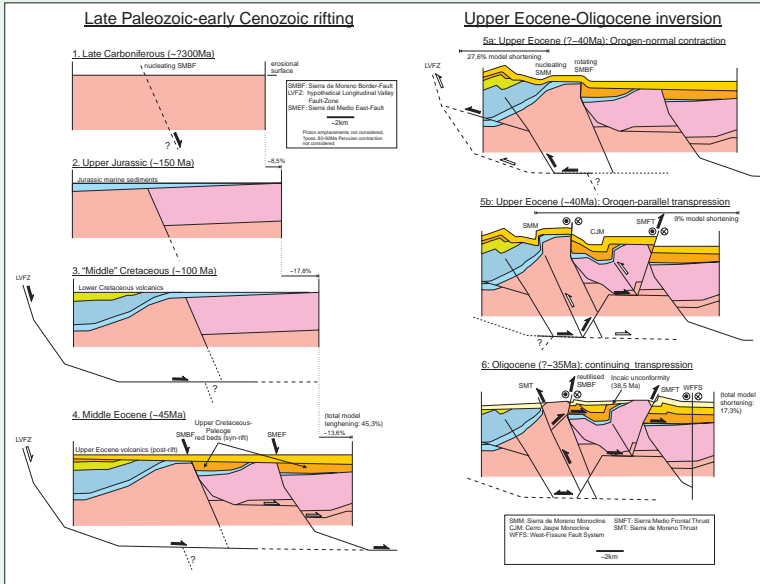 Late Paleozoic-early Cenozoic rifting
1. Late Carboniferous (~?300Ma)
nucleating SMBF
erosional
surface
SMBF: Sierra de Moreno Border-Fault
LVFZ: hypothetical Longitudinal Valley
Fault-Zone
SMEF: Sierra del Medio East-Fault
~2km
Pluton emplacements not considered,
?poss. 80-90Ma Peruvian contraction
not considered
?
~8,5%
2. Upper Jurassic (~150 Ma)
Jurassic marine sediments
~17,8%
3. "Middle" Cretaceous (~100 Ma)
LVFZ
Lower Cretaceous volcanics
?
4. Middle Eocene (~45Ma)
(total model
lenghening: 45,3%)
~13,6%
LVFZ
Upper Cretaceous-
Paleoge
red beds (syn-rift)
SMBF
SMEF
Upper Eocene volcanics (post-rift)
?
Upper Eocene-Oligocene inversion
5a: Upper Eocene (?~40Ma): Orogen-normal contraction
27,6% model shortening
LVFZ
nucleating
SMM
rotating
SMBF
?
5b: Upper Eocene (~40Ma): Orogen-parallel transpression
9% model shortening
SMM
CJM
SMFT
?
6: Oligocene (?~35Ma): continuing transpression
SMT
reutilised
SMBF
Incaic unconformity
(38,5 Ma)
SMFT
WFFS
(total model
shortening:
17,3%)
SMM: Sierra de Moreno Monocline
SMFT: Sierra Medio Frontal Thrust
CJM: Cerro Jaspe Monocline
SMT: Sierra de Moreno Thrust
WFFS: West-Fissure Fault System
~2km